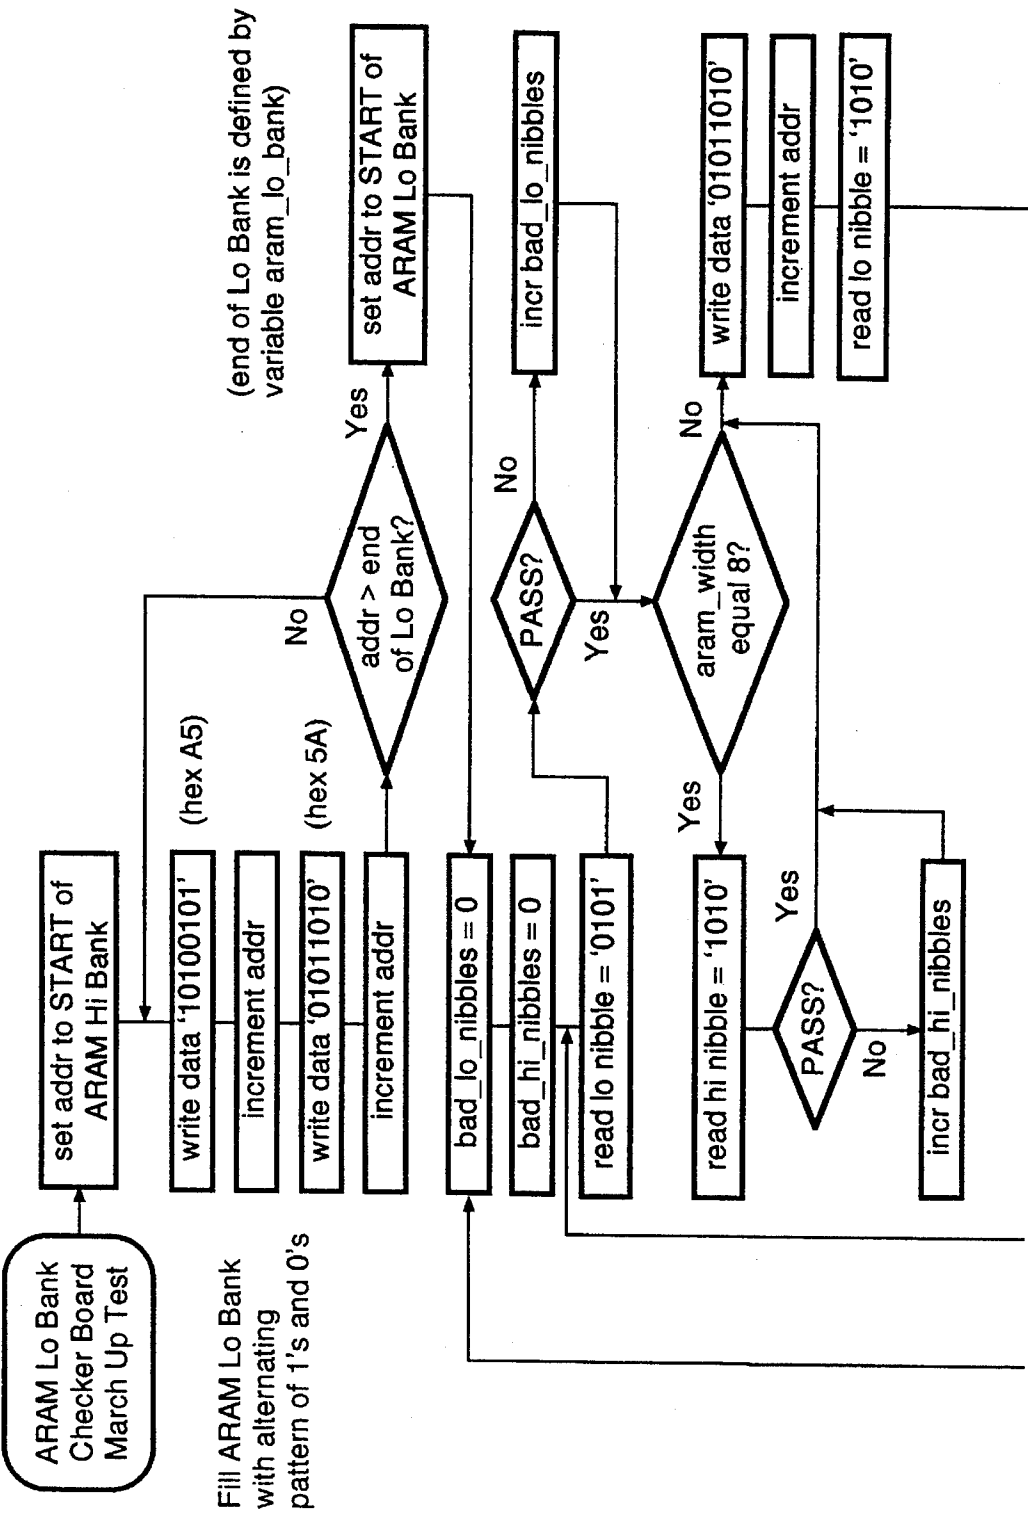 ARAM Lo Bank
Checker Board
March Up Test
Fill ARAM Lo Bank
with alternating
pattern of 1's and 0's
set addr to START of
ARAM Hi Bank
write data ‘10100101’
(hex A5)
increment addr
write data ‘01011010’
(hex 5A)
increment addr
addr > end
of Lo Bank?
No
Yes
(end of Lo Bank is defined by
variable aram_lo_bank)
set addr to START of
ARAM Lo Bank
bad_lo_nibbles = 0
bad_hi_nibbles = 0
read lo nibble = ‘0101’
PASS?
No
Yes
incr bad_lo_nibbles
aram_width
equal 8?
Yes
No
read hi nibble = ‘1010’
PASS?
Yes
No
incr bad_hi_nibbles
write data ‘01011010’
increment addr
read lo nibble = ‘1010’